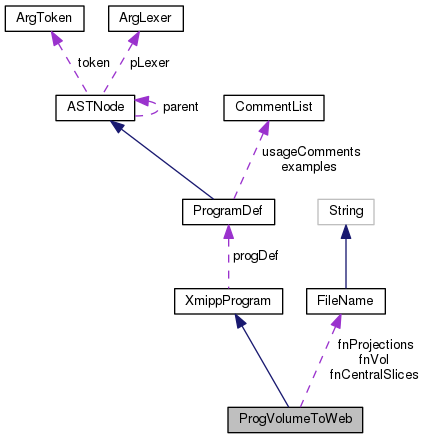 ArgToken
ArgLexer
token
pLexer
ASTNode
parent
CommentList
usageComments
examples
ProgramDef
String
progDef
XmippProgram
FileName
fnProjections
fnVol
fnCentralSlices
ProgVolumeToWeb